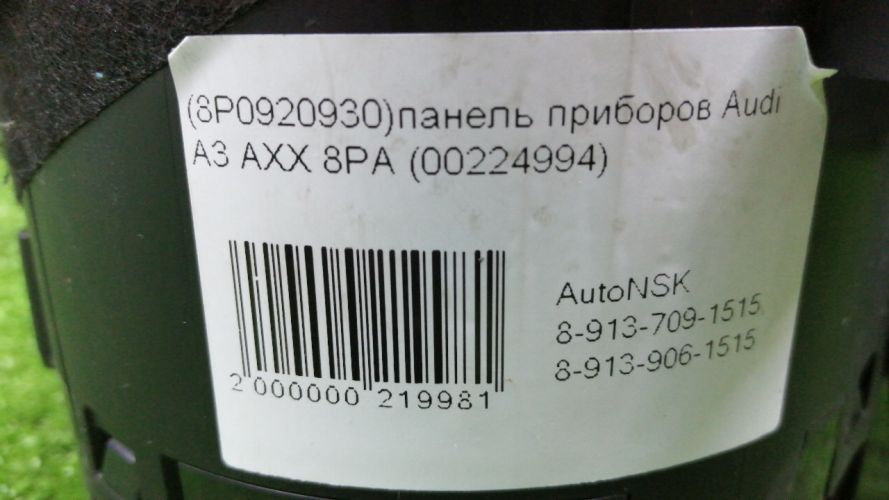 (8P0920930)панель приборов Audi
A3 AXX 8PA (00224994)
AutoNSK
8-913-709-1515
8-913-906-1515
2 000000 219981